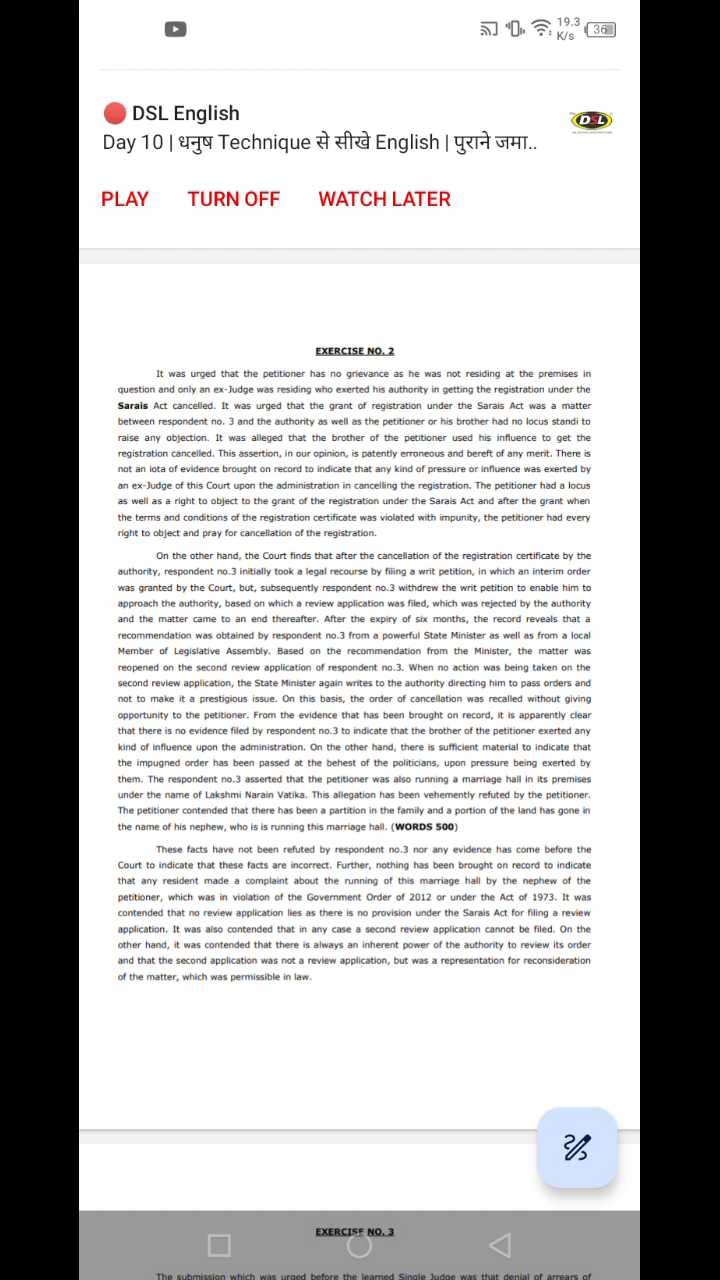 19.3
K/s
36
DSL English
DSL
Day 10 | धनुष Technique से सीखे English | पुराने जमा..
PLAY TURN OFF WATCH LATER
EXERCISE NO. 2
It was urged that the petitioner has no grievance as he was not residing at the premises in
question and only an ex-Judge was residing who exerted his authority in getting the registration under the
Sarais Act cancelled. It was urged that the grant of registration under the Sarais Act was a matter
between respondent no. 3 and the authority as well as the petitioner or his brother had no locus standi to
raise any objection. It was alleged that the brother of the petitioner used his influence to get the
registration cancelled. This assertion, in our opinion, is patently erroneous and bereft of any merit. There is
not an iota of evidence brought on record to indicate that any kind of pressure or influence was exerted by
an ex-Judge of this Court upon the administration in cancelling the registration. The petitioner had a locus
as well as a right to object to the grant of the registration under the Sarais Act and after the grant when
the terms and conditions of the registration certificate was violated with impunity, the petitioner had every
right to object and pray for cancellation of the registration.
On the other hand, the Court finds that after the cancellation of the registration certificate by the
authority, respondent no.3 initially took a legal recourse by filing a writ petition, in which an interim order
was granted by the Court, but, subsequently respondent no.3 withdrew the writ petition to enable him to
approach the authority, based on which a review application was filed, which was rejected by the authority
and the matter came to an end thereafter. After the expiry of six months, the record reveals that a
recommendation was obtained by respondent no.3 from a powerful State Minister as well as from a local
Member of Legislative Assembly. Based on the recommendation from the Minister, the matter was
reopened on the second review application of respondent no.3. When no action was being taken on the
second review application, the State Minister again writes to the authority directing him to pass orders and
not to make it a prestigious issue. On this basis, the order of cancellation was recalled without giving
opportunity to the petitioner. From the evidence that has been brought on record, it is apparently clear
that there is no evidence filed by respondent no.3 to indicate that the brother of the petitioner exerted any
kind of influence upon the administration. On the other hand, there is sufficient material to indicate that
the impugned order has been passed at the behest of the politicians, upon pressure being exerted by
them. The respondent no.3 asserted that the petitioner was also running a marriage hall in its premises
under the name of Lakshmi Narain Vatika. This allegation has been vehemently refuted by the petitioner.
The petitioner contended that there has been a partition in the family and a portion of the land has gone in
the name of his nephew, who is is running this marriage hall. (WORDS 500)
These facts have not been refuted by respondent no.3 nor any evidence has come before the
Court to indicate that these facts are incorrect. Further, nothing has been brought on record to indicate
that any resident made a complaint about the running of this marriage hall by the nephew of the
petitioner, which was in violation of the Government Order of 2012 or under the Act of 1973. It was
contended that no review application lies as there is no provision under the Sarais Act for filing a review
application. It was also contended that in any case a second review application cannot be filed. On the
other hand, it was contended that there is always an inherent power of the authority to review its order
and that the second application was not a review application, but was a representation for reconsideration
of the matter, which was permissible in law.
EXERCISE NO. 3
The submission which was urged before the learned Single Judge was that denial of arrears of